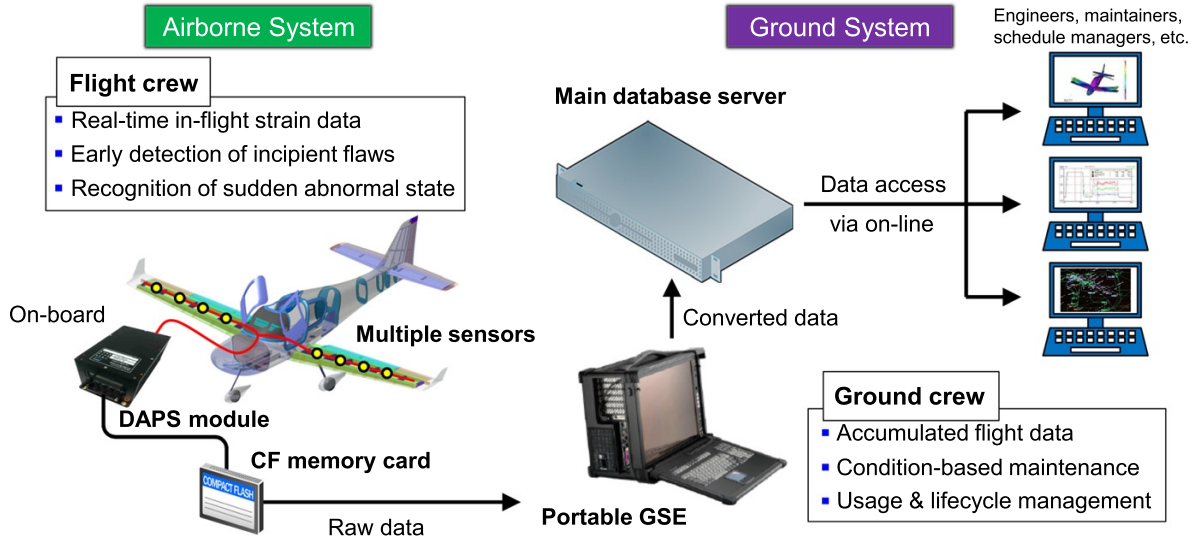 Airborne System
Ground System
Engineers, maintainers,
schedule managers, etc.
Flight crew
Real-time in-flight strain data
Early detection of incipient flaws
Recognition of sudden abnormal state
Main database server
Data access
via on-line
On-board
Multiple sensors
Converted data
DAPS module
CF memory card
COMPACT FLASH
Raw data
Portable GSE
Ground crew
Accumulated flight data
Condition-based maintenance
Usage & lifecycle management